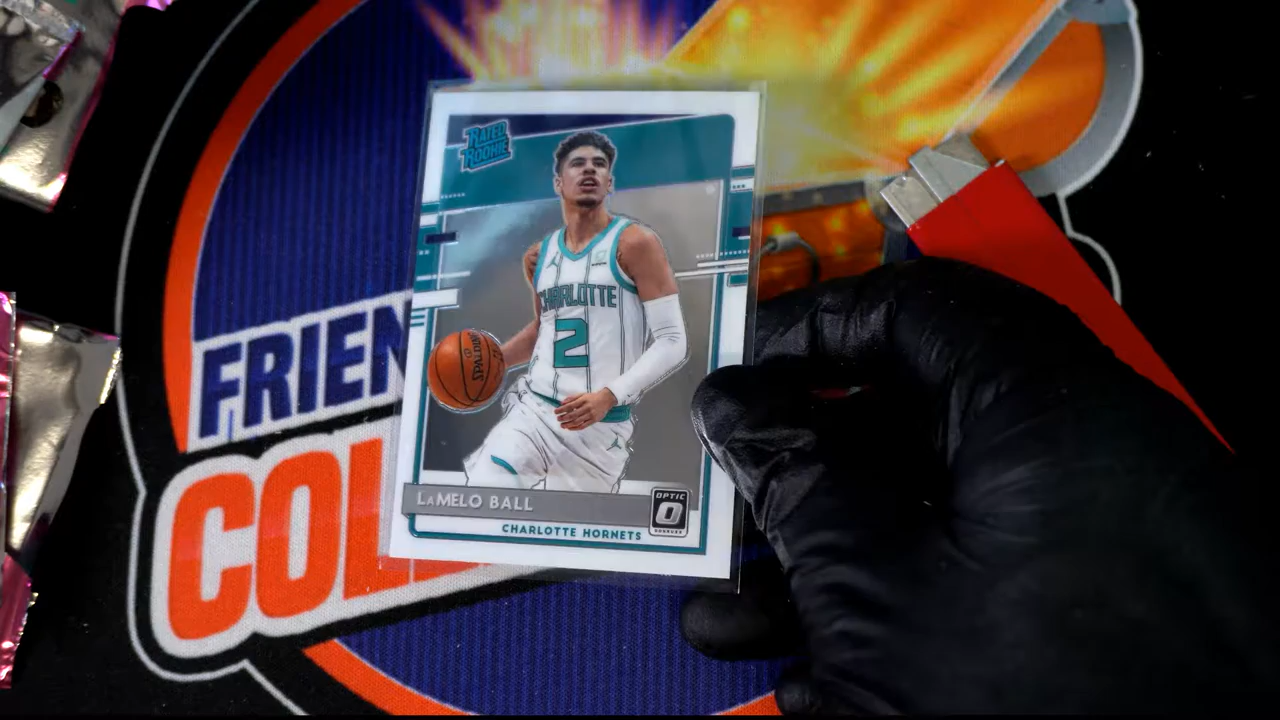 RATED
ROOKIE
SPALDING
CHARLOTTE
2
FRIEN
COL
LaMELO BALL
OPTIC
CHARLOTTE HORNETS